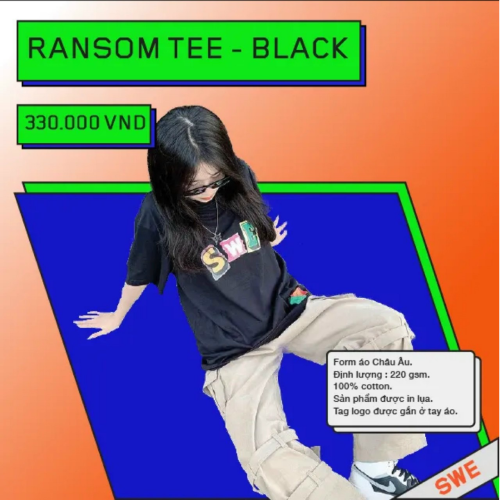 RANSOM TEE - BLACK
330.000 VND
SWE
Form áo Châu Âu.
Định lượng : 220 gsm.
100% cotton.
Sản phẩm được in lụa.
Tag logo được gắn ở tay áo.
SWE